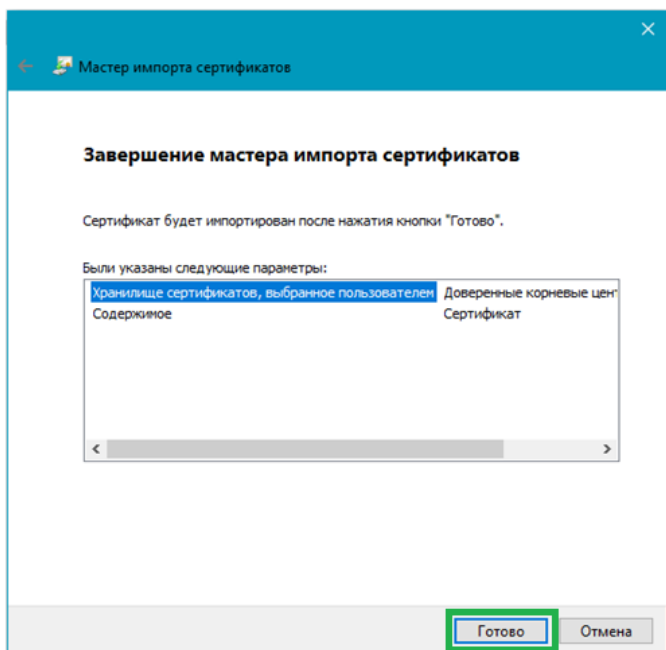 Мастер импорта сертификатов
Завершение мастера импорта сертификатов
Сертификат будет импортирован после нажатия кнопки "Готово".
Были указаны следующие параметры:
Хранилище сертификатов, выбранное пользователем Доверенные корневые цен
Содержимое Сертификат
Готово Отмена